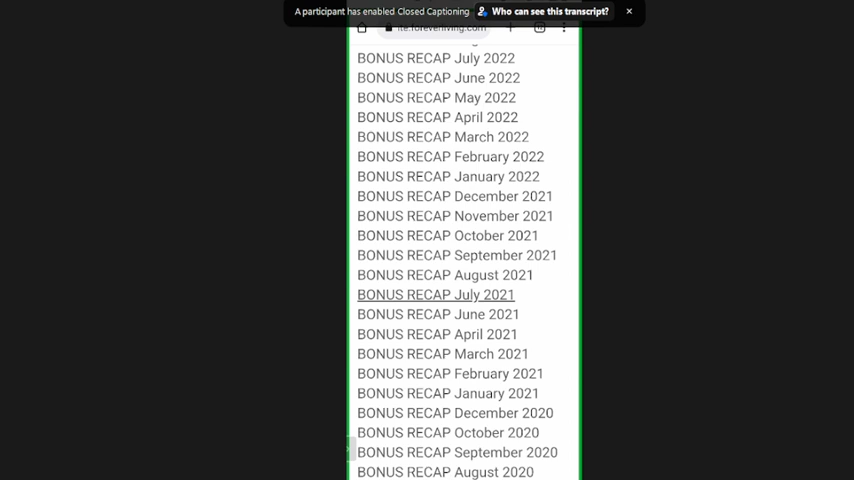 A participant has enabled Closed Captioning
Who can see this transcript?
ite.foreverliving.com
BONUS RECAP July 2022
BONUS RECAP June 2022
BONUS RECAP May 2022
BONUS RECAP April 2022
BONUS RECAP March 2022
BONUS RECAP February 2022
BONUS RECAP January 2022
BONUS RECAP December 2021
BONUS RECAP November 2021
BONUS RECAP October 2021
BONUS RECAP September 2021
BONUS RECAP August 2021
BONUS RECAP July 2021
BONUS RECAP June 2021
BONUS RECAP April 2021
BONUS RECAP March 2021
BONUS RECAP February 2021
BONUS RECAP January 2021
BONUS RECAP December 2020
BONUS RECAP October 2020
BONUS RECAP September 2020
BONUS RECAP August 2020